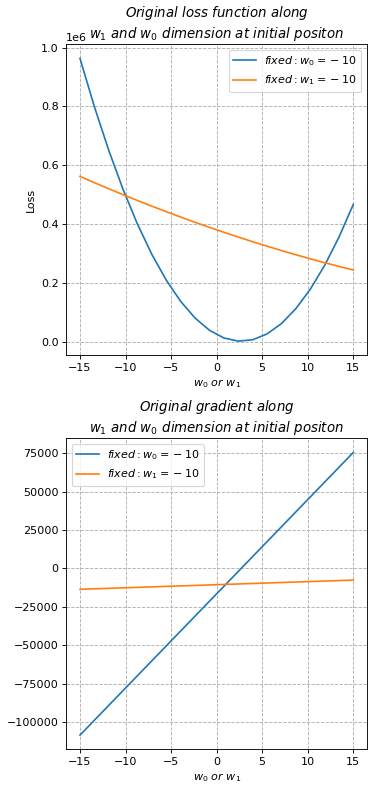 Original loss function along
w₁ and w₀ dimension at initial positon
1e6
1.0
0.8
0.6
0.4
0.2
0.0
Loss
fixed: w₀ = −10
fixed: w₁ = −10
−15 −10 −5 0 5 10 15
w₀ or w₁
Original gradient along
w₁ and w₀ dimension at initial positon
75000
50000
25000
0
−25000
−50000
−75000
−100000
fixed: w₀ = −10
fixed: w₁ = −10
−15 −10 −5 0 5 10 15
w₀ or w₁